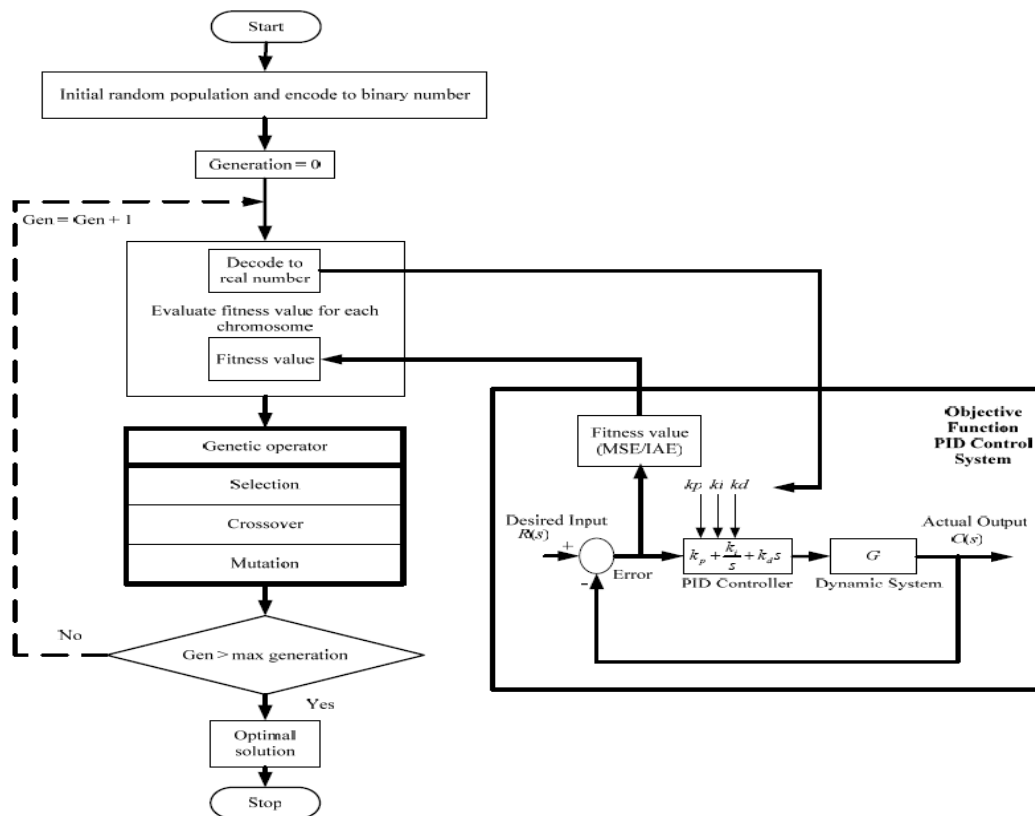 Start
Initial random population and encode to binary number
Generation = 0
Gen = Gen + 1
Decode to
real number
Evaluate fitness value for each
chromosome
Fitness value
Genetic operator
Selection
Crossover
Mutation
No
Gen > max generation
Yes
Optimal
solution
Stop
Objective
Function
PID Control
System
Fitness value
(MSE/IAE)
kp ki kd
Desired Input
R(s)
+
-
Error
k_p + k_i/s + k_d s
PID Controller
G
Dynamic System
Actual Output
C(s)